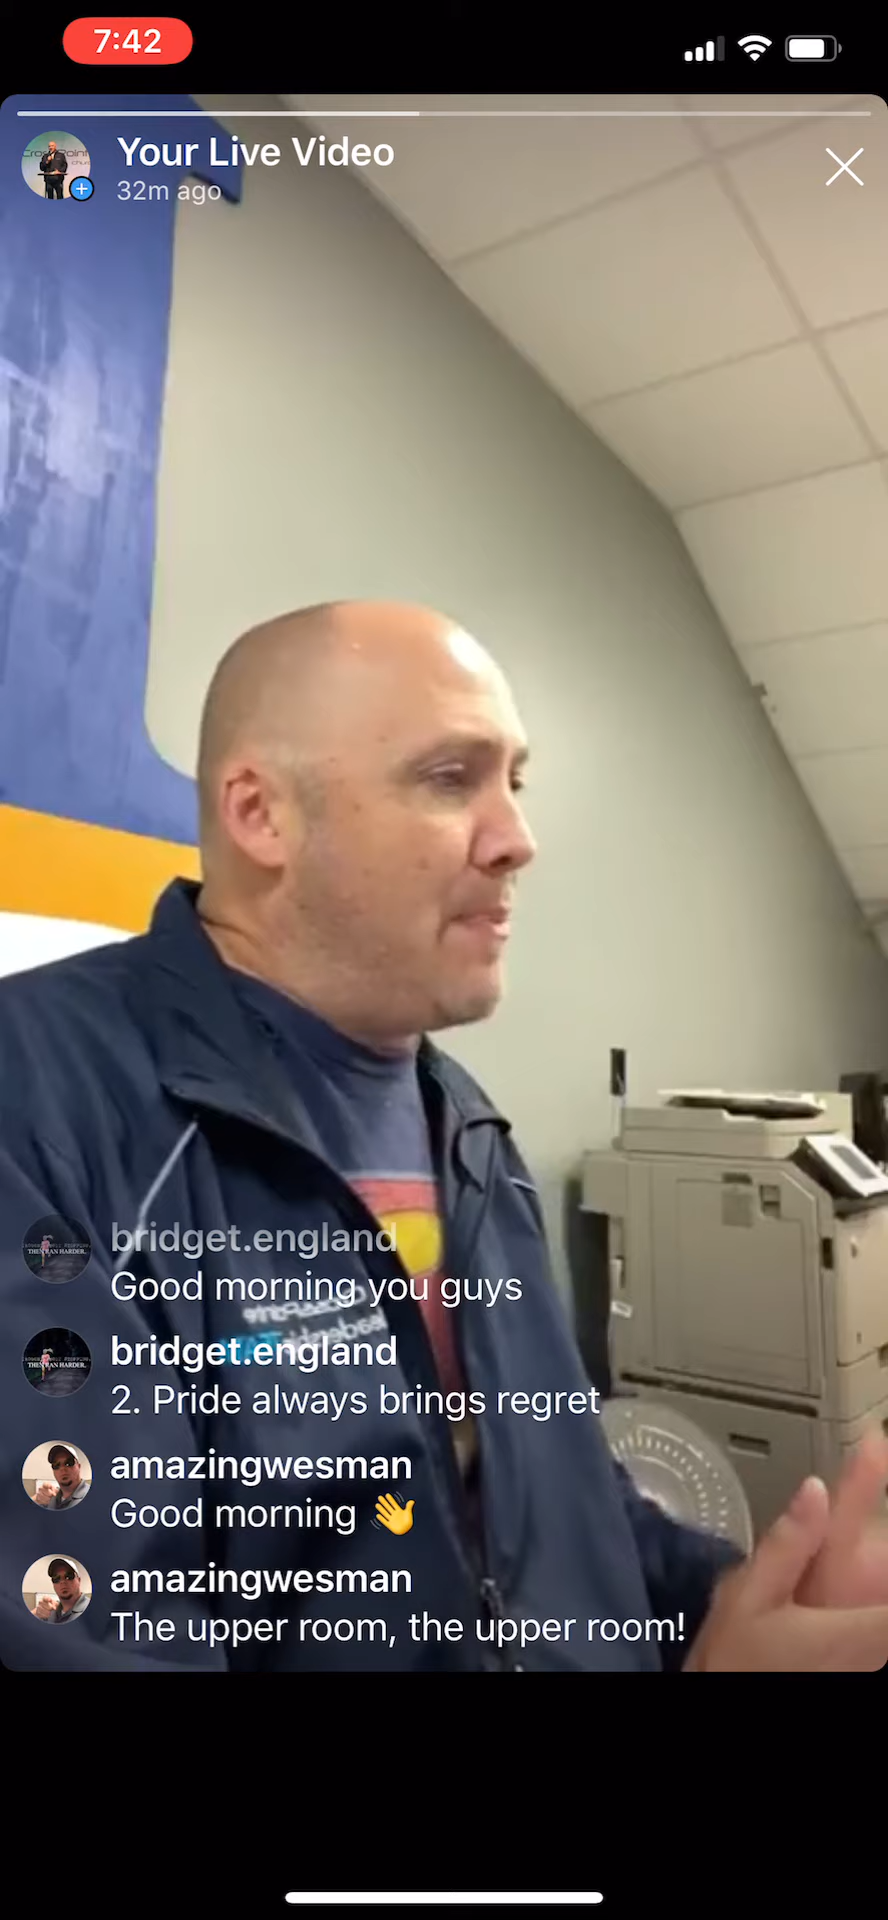 7:42
Your Live Video
32m ago
bridget.england
Good morning you guys
bridget.england
2. Pride always brings regret
amazingwesman
Good morning 👋
amazingwesman
The upper room, the upper room!